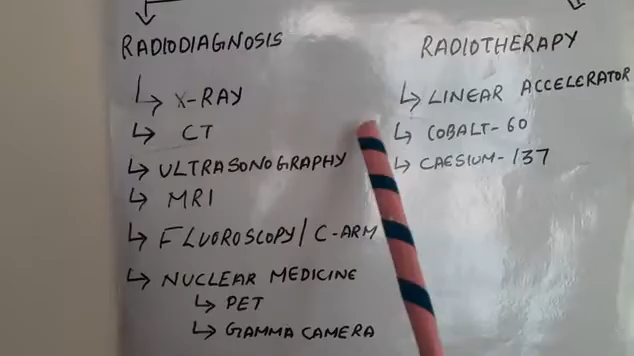 RADIODIAGNOSIS
X-RAY
CT
ULTRASONOGRAPHY
MRI
FLUOROSCOPY/C-ARM
NUCLEAR MEDICINE
PET
GAMMA CAMERA
RADIOTHERAPY
LINEAR ACCELERATOR
COBALT-60
CAESIUM-137